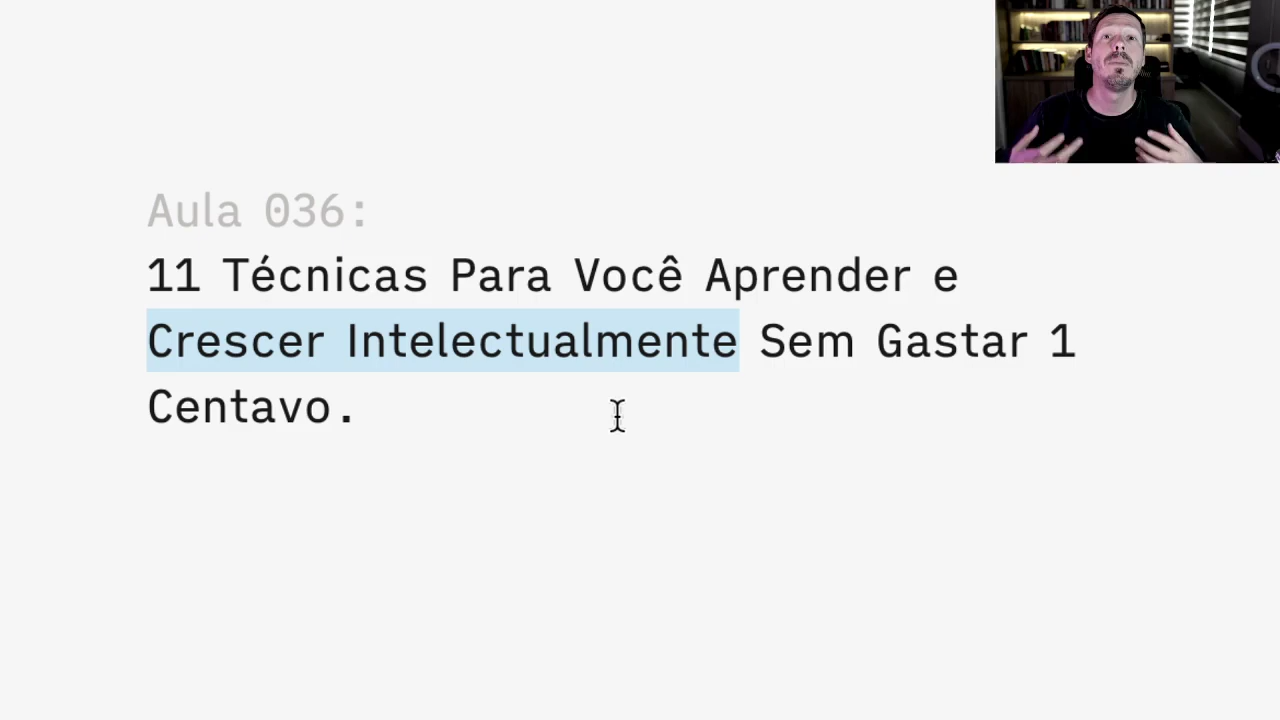 Aula 036:
11 Técnicas Para Você Aprender e
Crescer Intelectualmente Sem Gastar 1
Centavo.